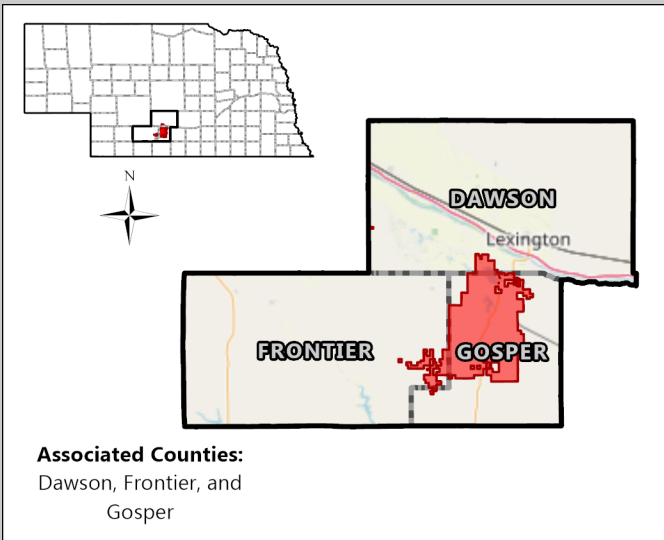 N
DAWSON
Lexington
FRONTIER
GOSPER
Associated Counties:
Dawson, Frontier, and
Gosper